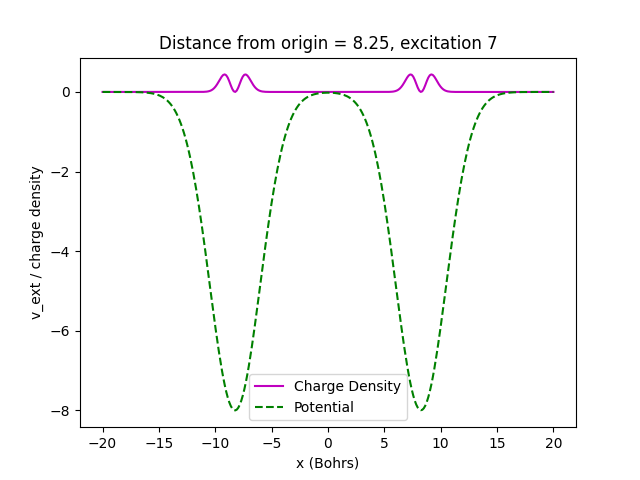 Distance from origin = 8.25, excitation 7
0
−2
−4
−6
−8
v_ext / charge density
Charge Density
Potential
−20 −15 −10 −5 0 5 10 15 20
x (Bohrs)